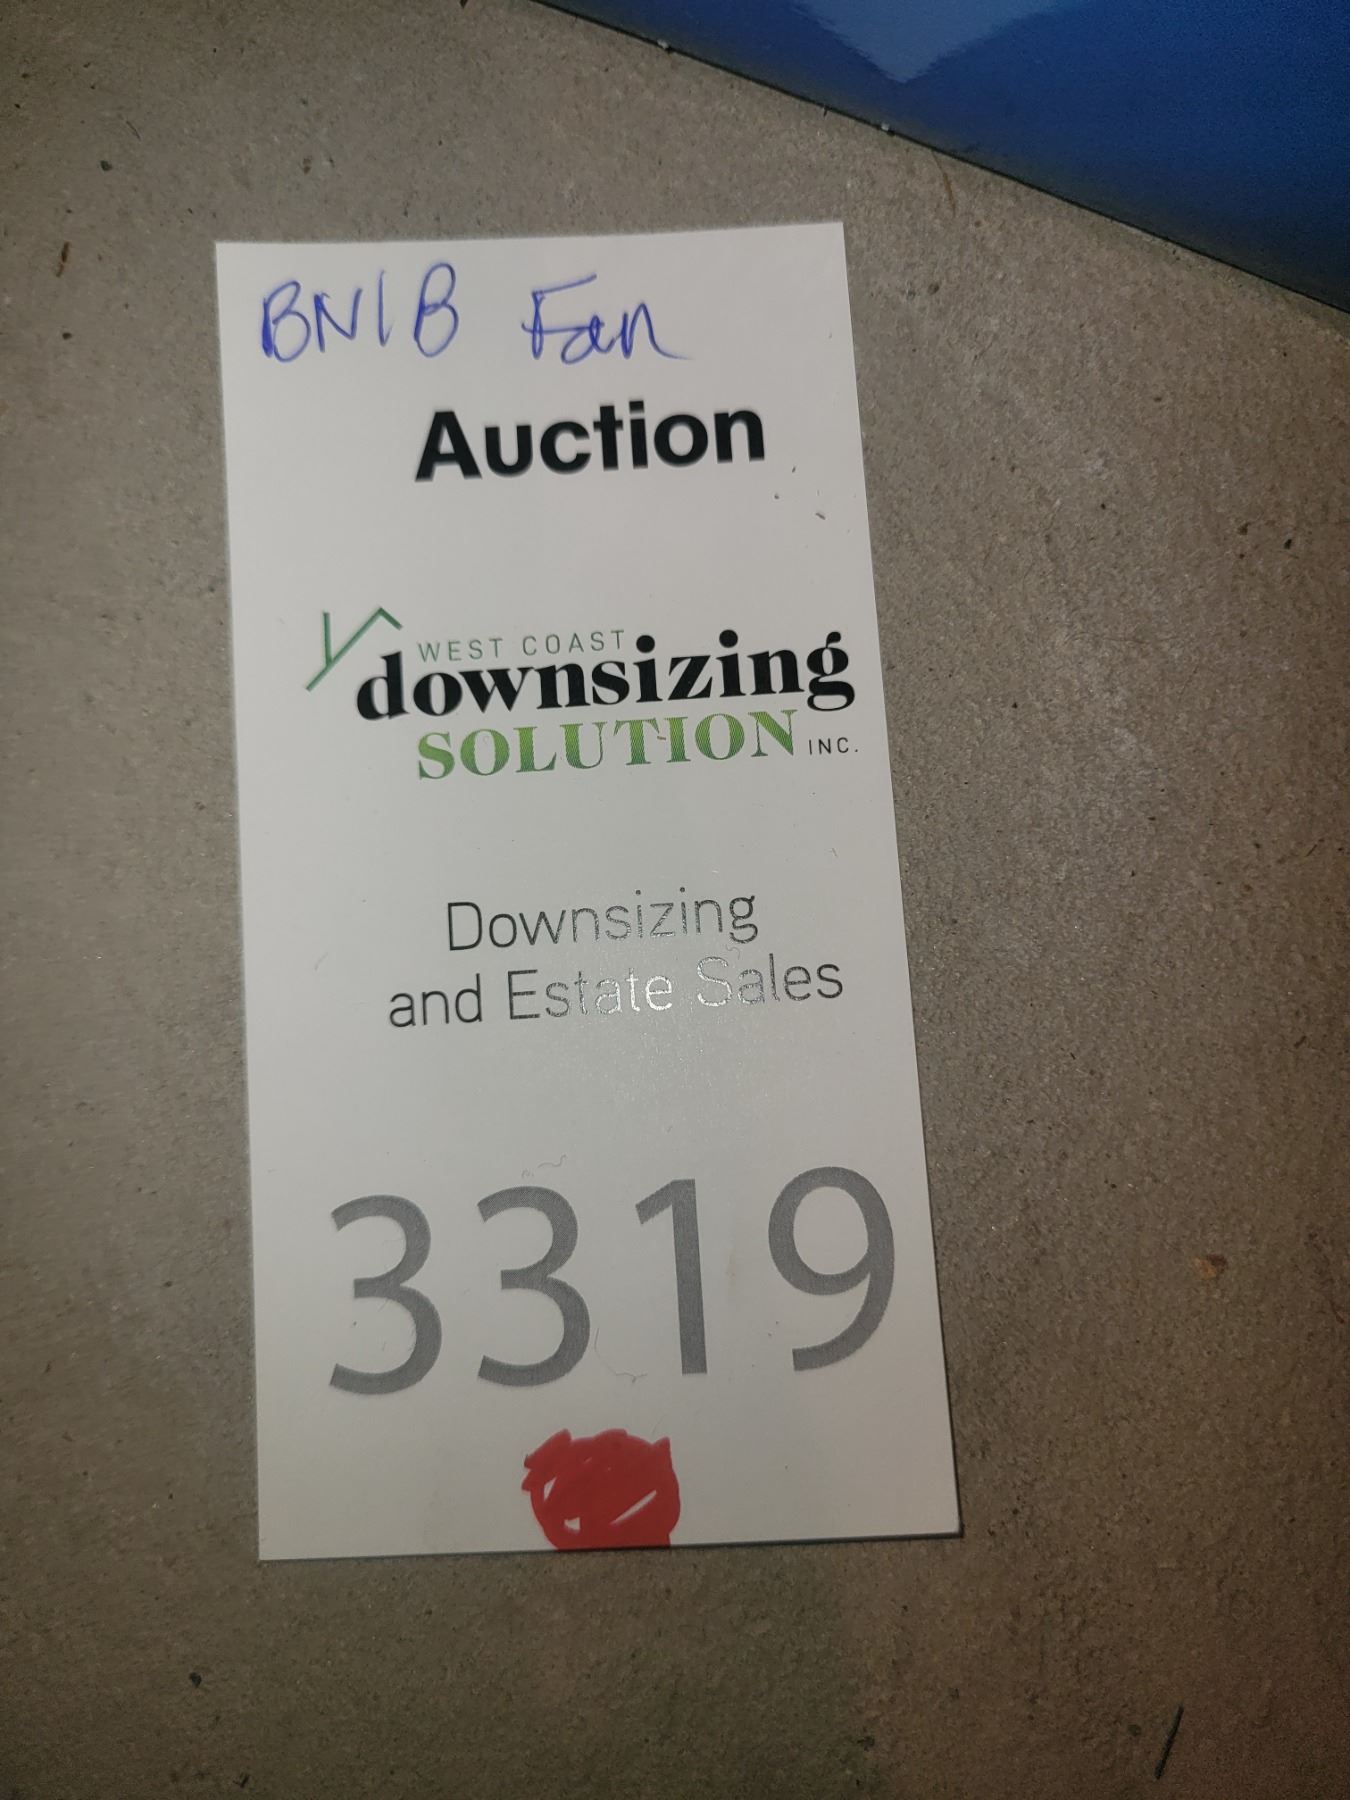 BNIB Fan
Auction
WEST COAST
downsizing
SOLUTION INC.
Downsizing
and Estate Sales
3319